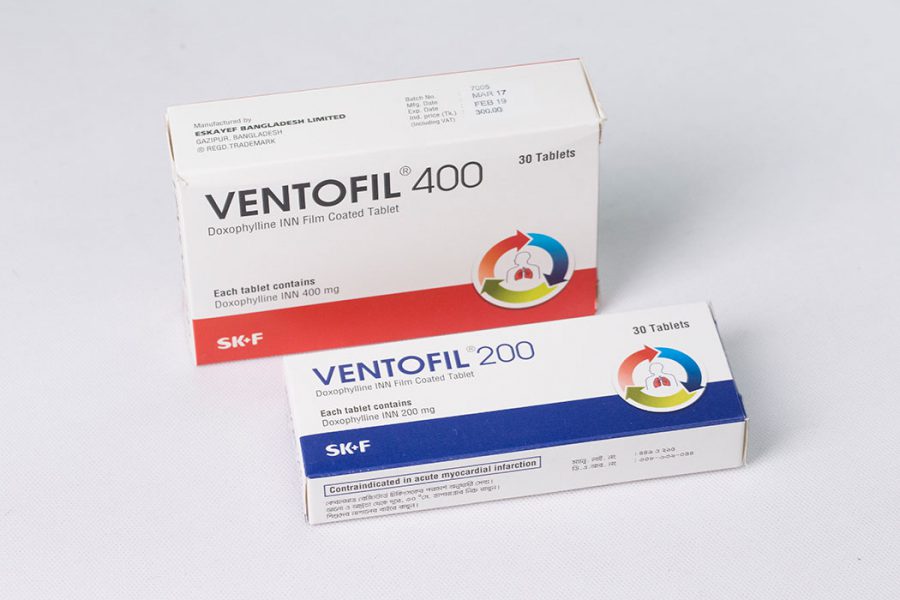 Manufactured by
ESKAYEF BANGLADESH LIMITED
GAZIPUR, BANGLADESH
® REGD.TRADEMARK
Batch No. : 7005
Mfg. Date : MAR 17
Exp. Date : FEB 19
Ind. price (Tk.) : 300.00
(Including VAT)
VENTOFIL® 400
30 Tablets
Doxophylline INN Film Coated Tablet
Each tablet contains
Doxophylline INN 400 mg
SK+F
VENTOFIL® 200
30 Tablets
Doxophylline INN Film Coated Tablet
Each tablet contains
Doxophylline INN 200 mg
SK+F
Contraindicated in acute myocardial infarction